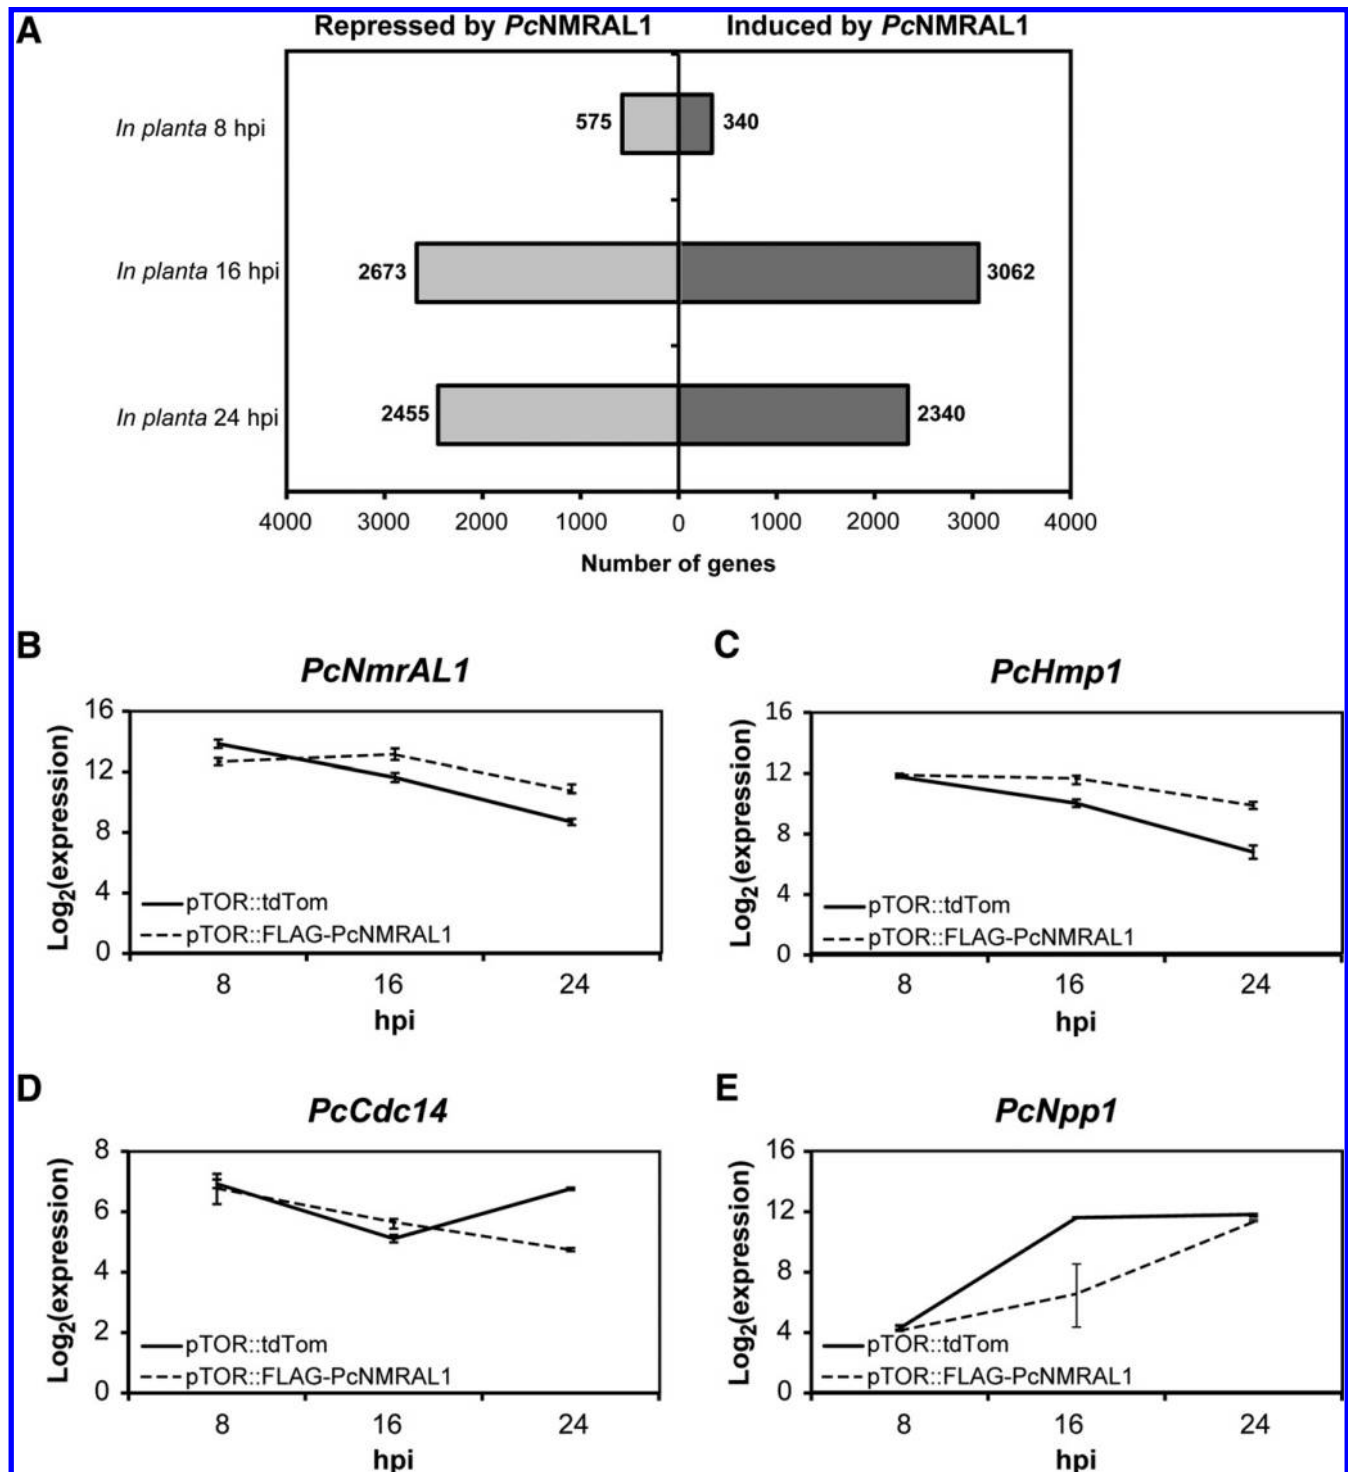 A
Repressed by PcNMRAL1 Induced by PcNMRAL1
In planta 8 hpi 575 340
In planta 16 hpi 2673 3062
In planta 24 hpi 2455 2340
4000 3000 2000 1000 0 1000 2000 3000 4000
Number of genes
B
PcNmrAL1
Log2(expression)
16
12
8
4
0
pTOR::tdTom
pTOR::FLAG-PcNMRAL1
8 16 24
hpi
C
PcHmp1
Log2(expression)
16
12
8
4
0
pTOR::tdTom
pTOR::FLAG-PcNMRAL1
8 16 24
hpi
D
PcCdc14
Log2(expression)
8
6
4
2
0
pTOR::tdTom
pTOR::FLAG-PcNMRAL1
8 16 24
hpi
E
PcNpp1
Log2(expression)
16
12
8
4
0
pTOR::tdTom
pTOR::FLAG-PcNMRAL1
8 16 24
hpi